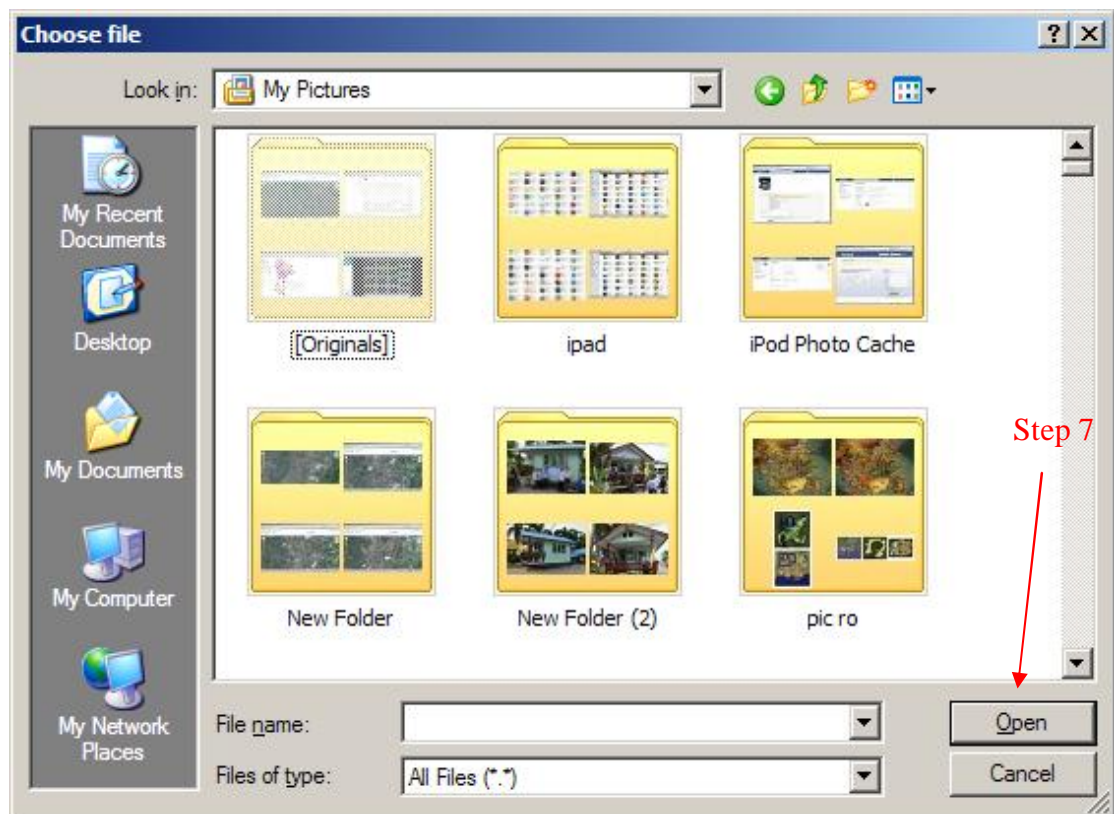 Choose file
Look in:
My Pictures
My Recent
Documents
Desktop
My Documents
My Computer
My Network
Places
[Originals]
ipad
iPod Photo Cache
New Folder
New Folder (2)
pic ro
Step 7
File name:
Open
Files of type:
All Files (*.*)
Cancel